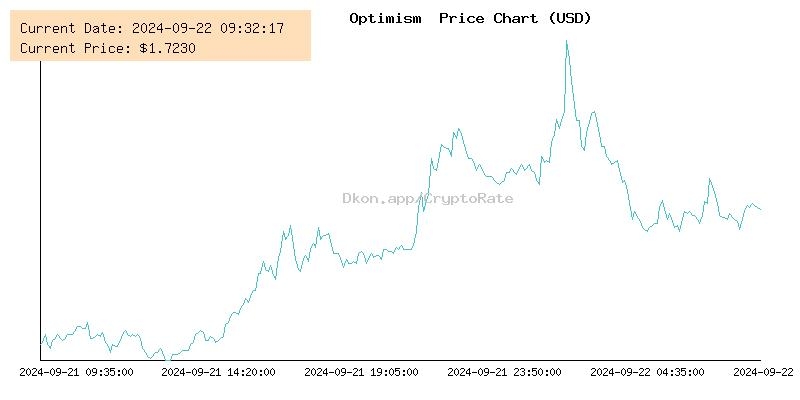 Optimism  Price Chart (USD)
Current Date: 2024-09-22 09:32:17
Current Price: $1.7230
Dkon.app/CryptoRate
2024-09-21 09:35:00 2024-09-21 14:20:00 2024-09-21 19:05:00 2024-09-21 23:50:00 2024-09-22 04:35:00 2024-09-22